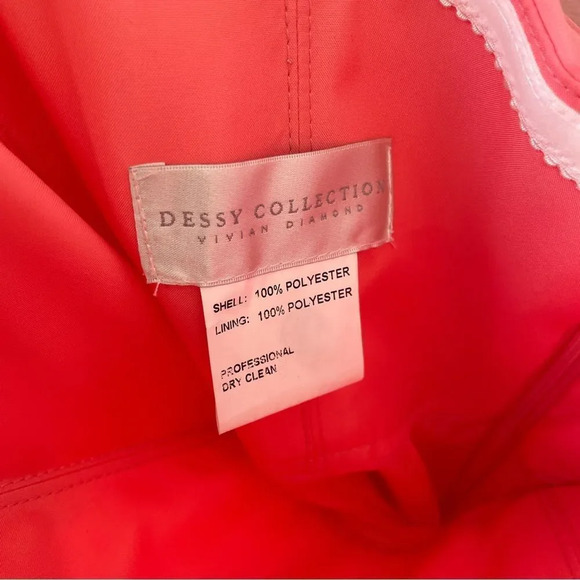 DESSY COLLECTION
VIVIAN DIAMOND
SHELL: 100% POLYESTER
LINING: 100% POLYESTER
PROFESSIONAL
DRY CLEAN